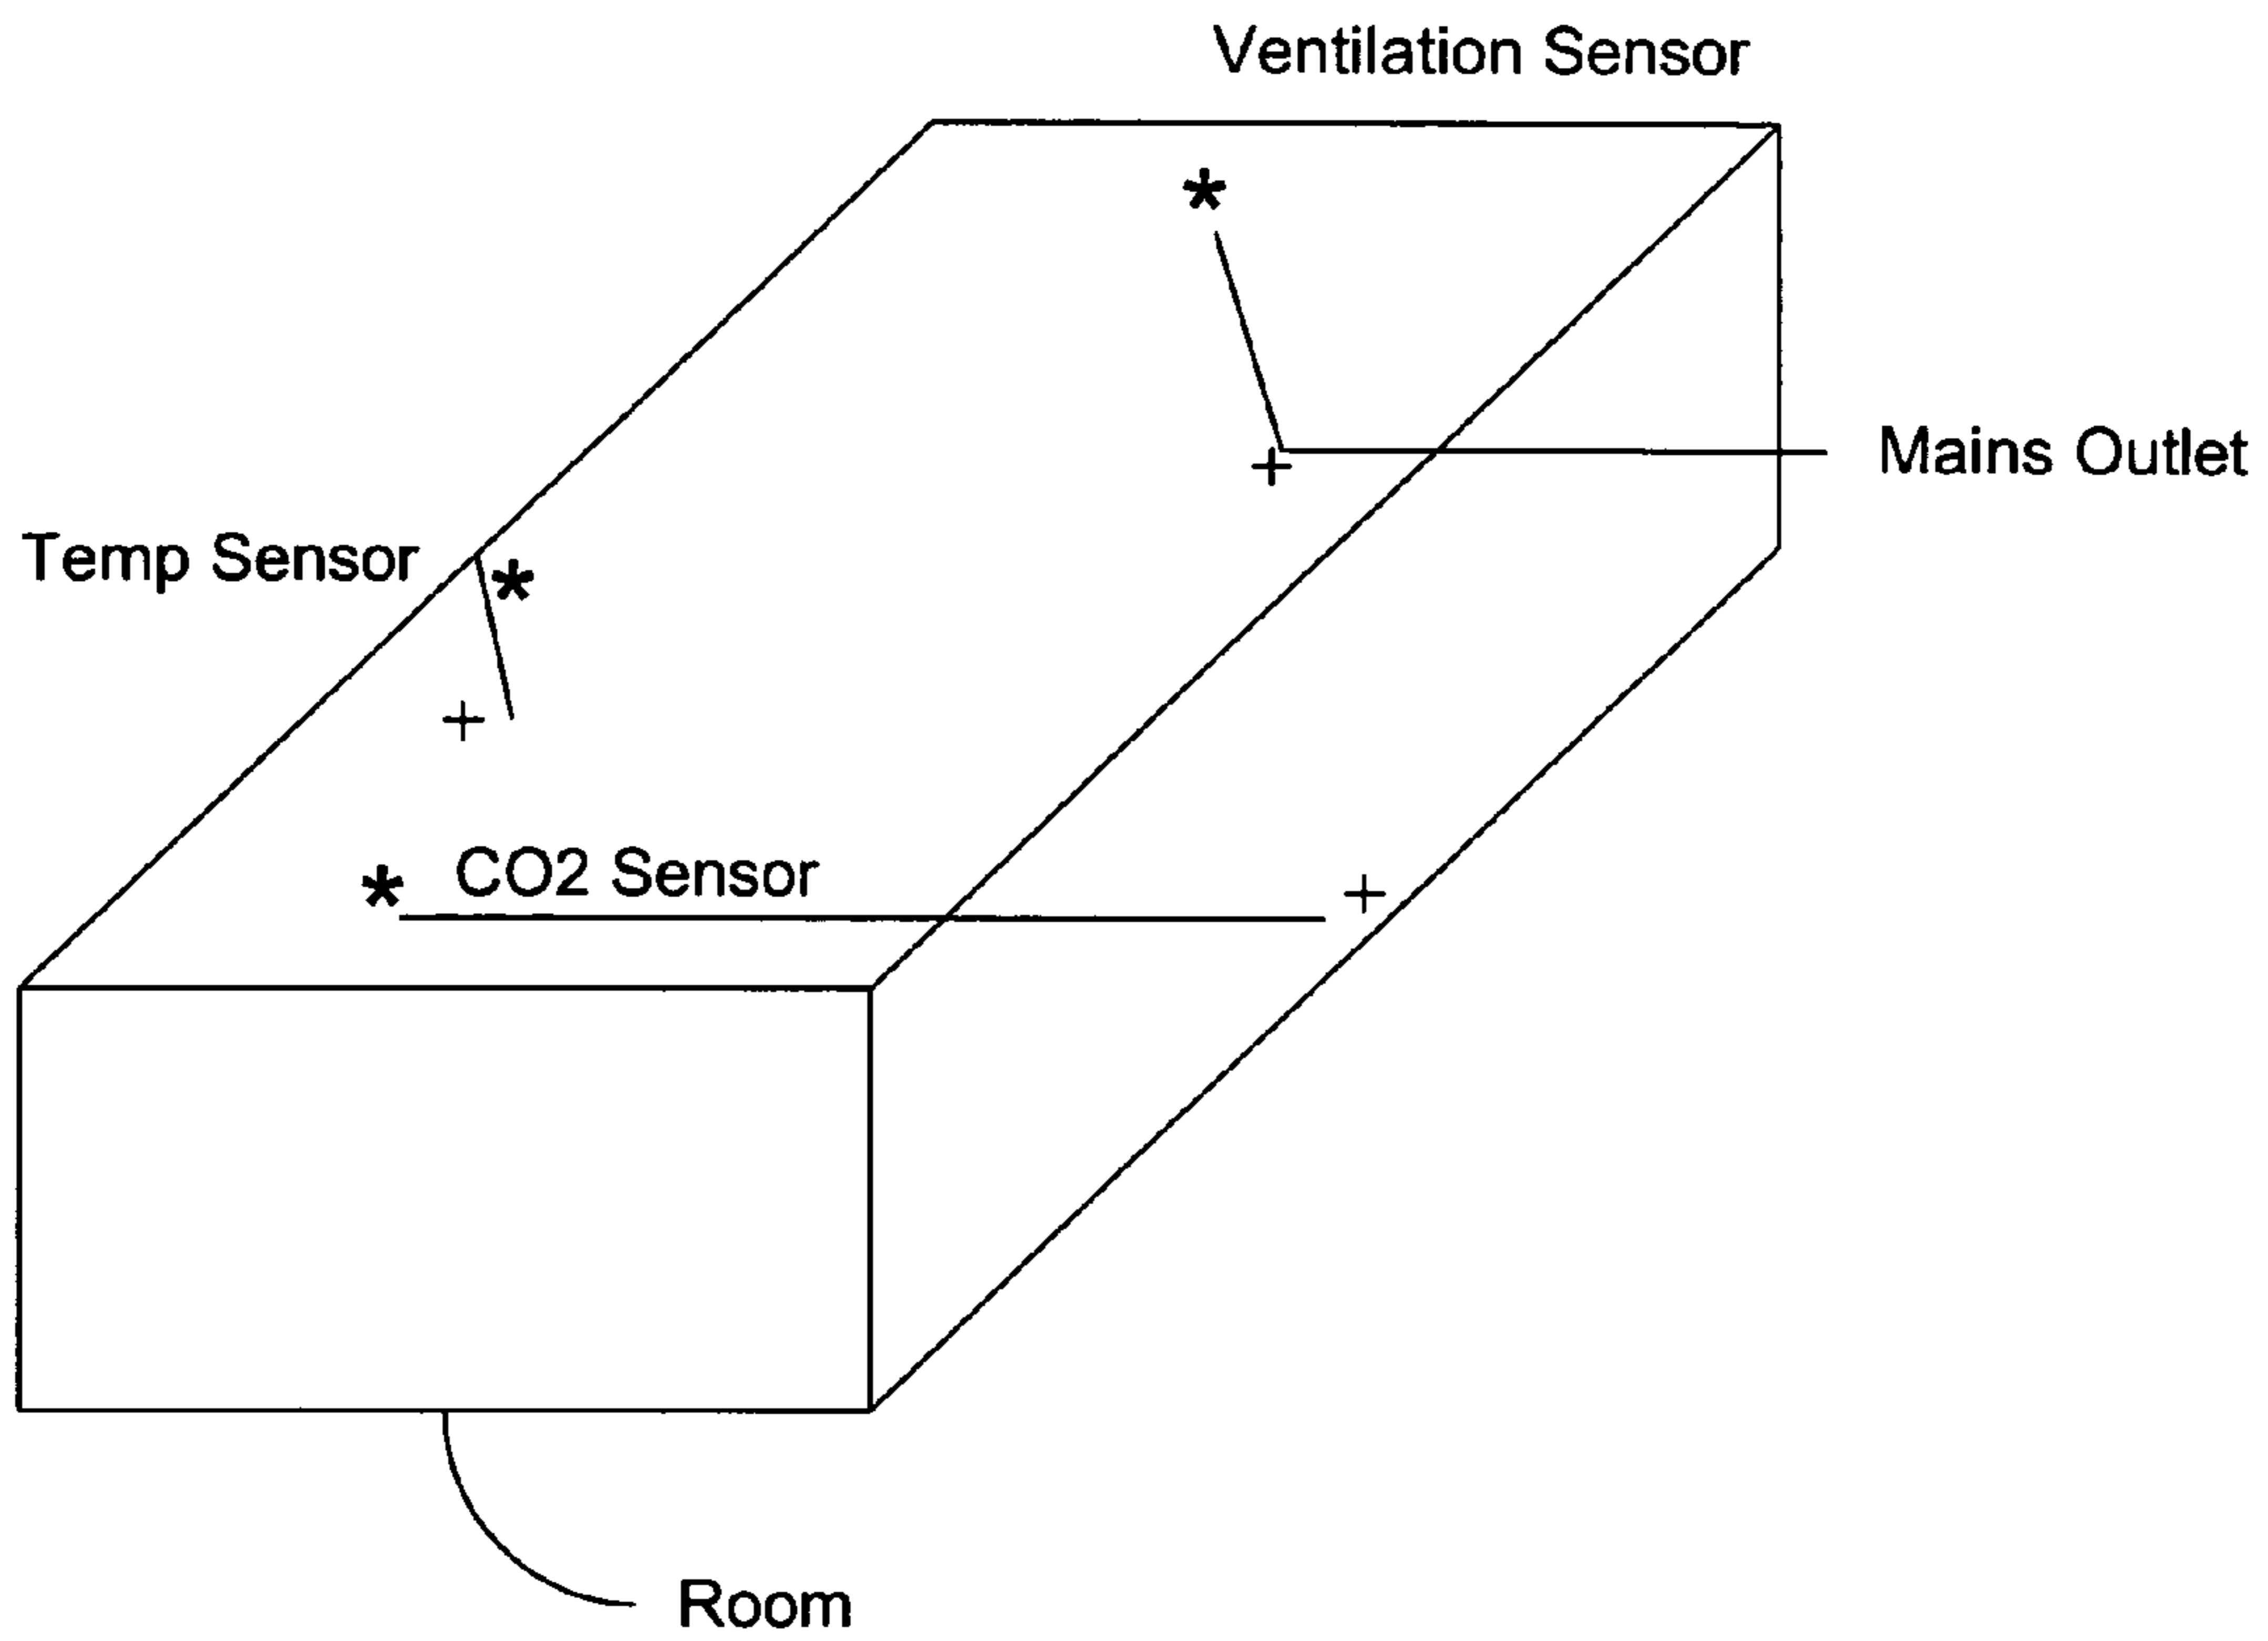 Ventilation Sensor
*
Mains Outlet
+
Temp Sensor
*
+
CO2 Sensor
*
+
Room